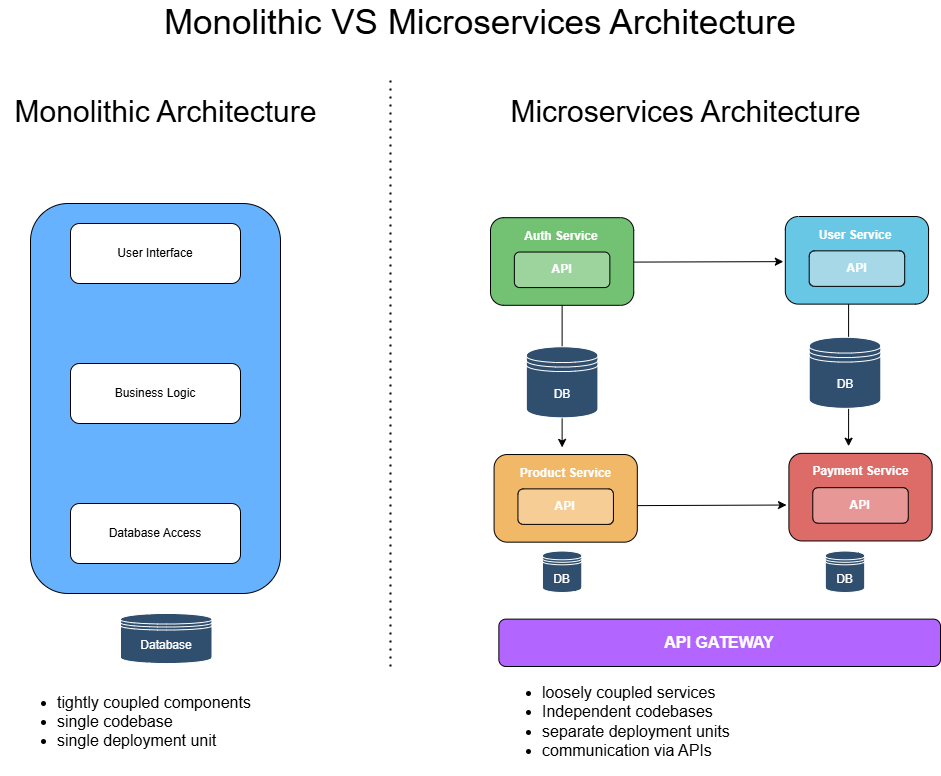 Monolithic VS Microservices Architecture
Monolithic Architecture
User Interface
Business Logic
Database Access
Database
• tightly coupled components
• single codebase
• single deployment unit
Microservices Architecture
Auth Service
API
User Service
API
DB
DB
Product Service
API
Payment Service
API
DB
DB
API GATEWAY
• loosely coupled services
• Independent codebases
• separate deployment units
• communication via APIs